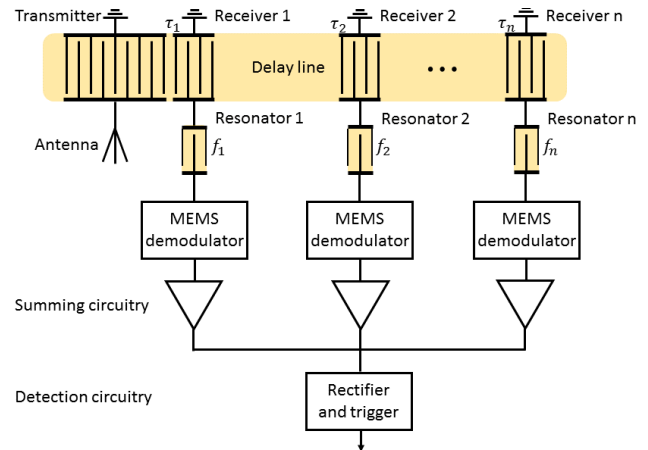 Transmitter
τ₁
Receiver 1
τ₂
Receiver 2
τₙ
Receiver n
Delay line
Antenna
Resonator 1
Resonator 2
Resonator n
f₁
f₂
fₙ
MEMS
demodulator
MEMS
demodulator
MEMS
demodulator
Summing circuitry
Detection circuitry
Rectifier
and trigger